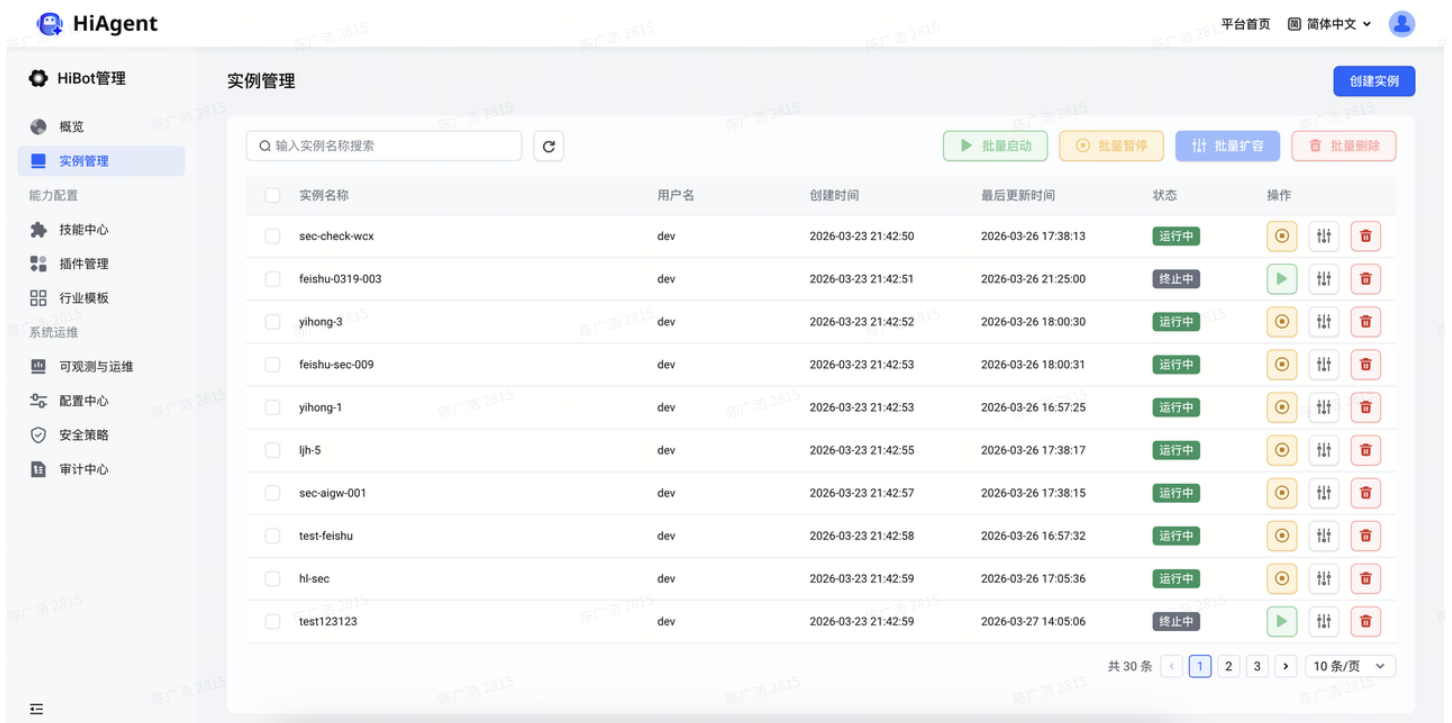 HiAgent
平台首页 简 简体中文
HiBot管理
概览
实例管理
能力配置
技能中心
插件管理
行业模板
系统运维
可观测与运维
配置中心
安全策略
审计中心
实例管理
创建实例
输入实例名称搜索
批量启动 批量暂停 批量扩容 批量删除
实例名称 用户名 创建时间 最后更新时间 状态 操作
sec-check-wcx dev 2026-03-23 21:42:50 2026-03-26 17:38:13 运行中
feishu-0319-003 dev 2026-03-23 21:42:51 2026-03-26 21:25:00 终止中
yihong-3 dev 2026-03-23 21:42:52 2026-03-26 18:00:30 运行中
feishu-sec-009 dev 2026-03-23 21:42:53 2026-03-26 18:00:31 运行中
yihong-1 dev 2026-03-23 21:42:53 2026-03-26 16:57:25 运行中
ljh-5 dev 2026-03-23 21:42:55 2026-03-26 17:38:17 运行中
sec-aigw-001 dev 2026-03-23 21:42:57 2026-03-26 17:38:15 运行中
test-feishu dev 2026-03-23 21:42:58 2026-03-26 16:57:32 运行中
hl-sec dev 2026-03-23 21:42:59 2026-03-26 17:05:36 运行中
test123123 dev 2026-03-23 21:42:59 2026-03-27 14:05:06 终止中
共 30 条 1 2 3 10 条/页
陈广浩 2815